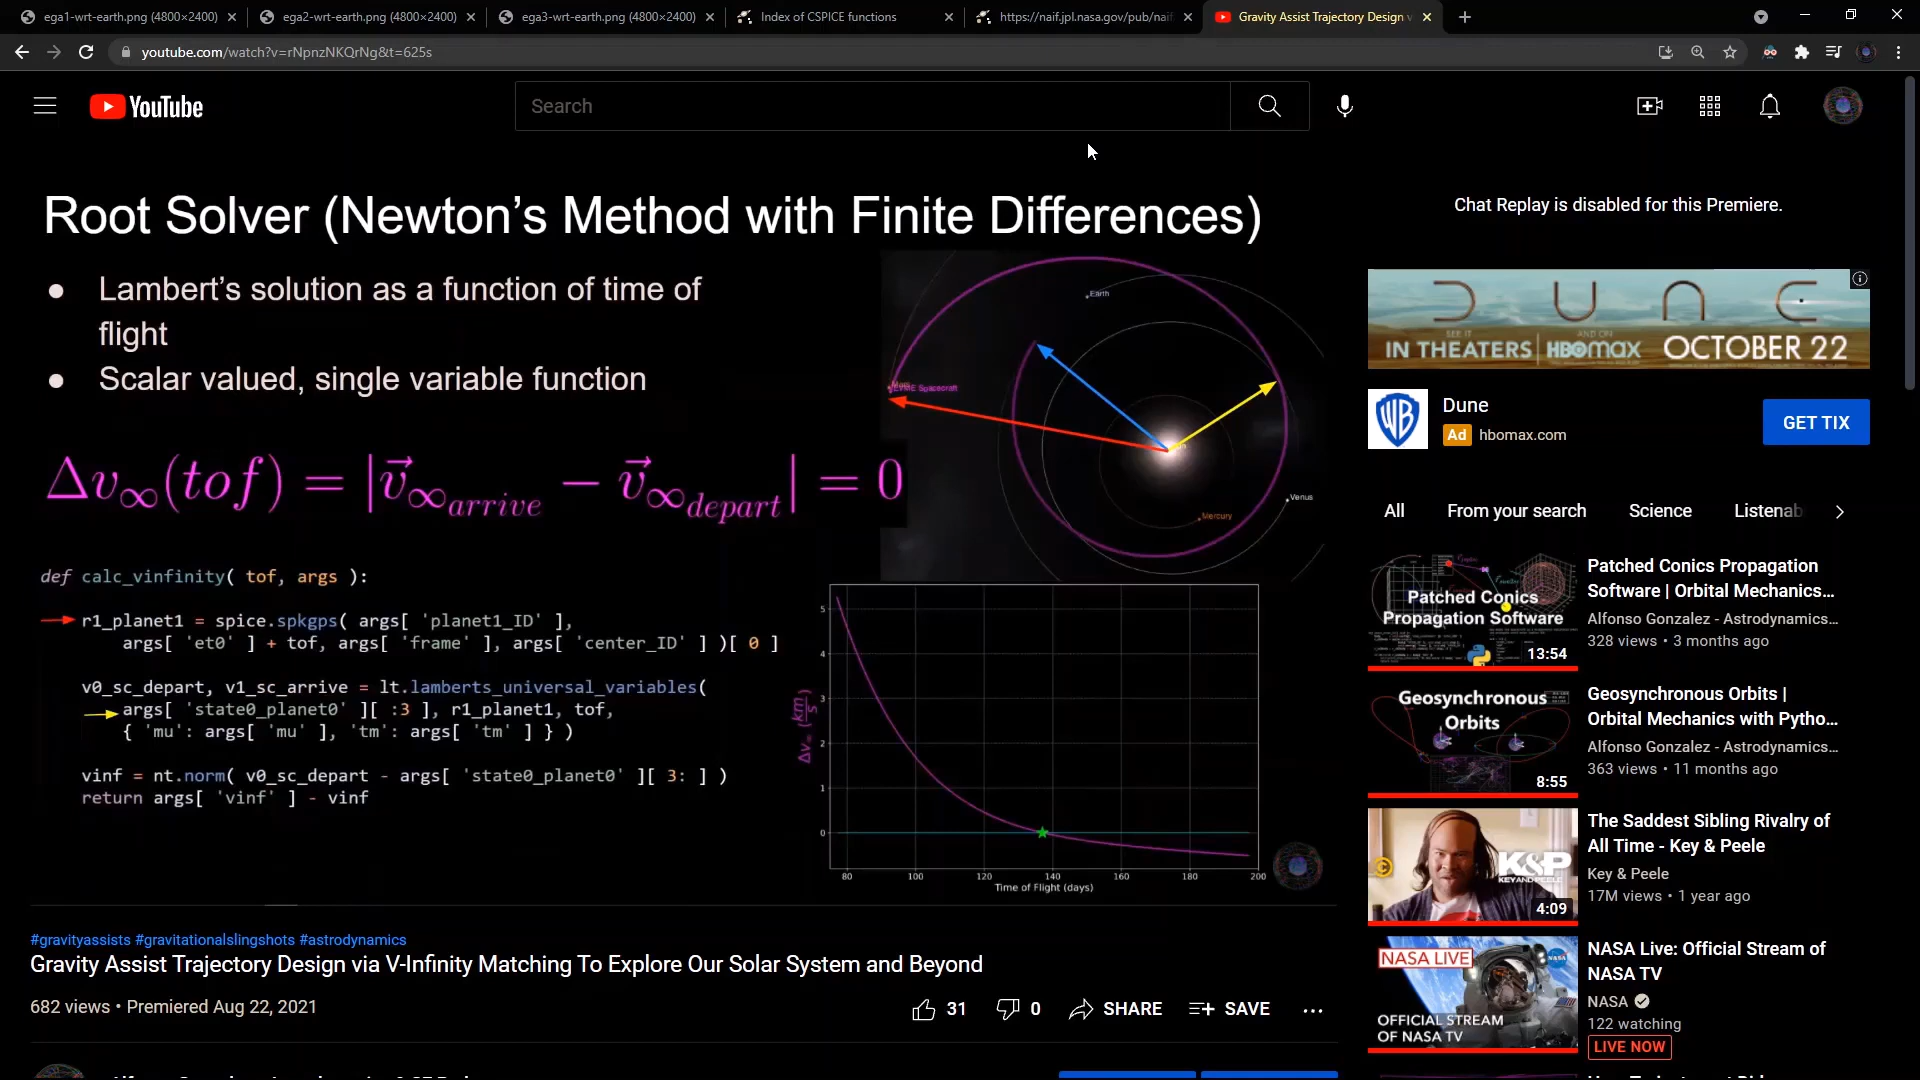 ega1-wrt-earth.png (4800×2400)
ega2-wrt-earth.png (4800×2400)
ega3-wrt-earth.png (4800×2400)
Index of CSPICE functions
https://naif.jpl.nasa.gov/pub/naif
Gravity Assist Trajectory Design v
youtube.com/watch?v=rNpnzNKQrNg&t=625s
YouTube
Search
Root Solver (Newton's Method with Finite Differences)
• Lambert's solution as a function of time of
flight
• Scalar valued, single variable function
Δv∞(tof) = |v⃗∞arrive − v⃗∞depart| = 0
def calc_vinfinity( tof, args ):
r1_planet1 = spice.spkgps( args[ 'planet1_ID' ],
args[ 'et0' ] + tof, args[ 'frame' ], args[ 'center_ID' ] )[ 0 ]
v0_sc_depart, v1_sc_arrive = lt.lamberts_universal_variables(
args[ 'state0_planet0' ][ :3 ], r1_planet1, tof,
{ 'mu': args[ 'mu' ], 'tm': args[ 'tm' ] } )
vinf = nt.norm( v0_sc_depart - args[ 'state0_planet0' ][ 3: ] )
return args[ 'vinf' ] - vinf
Earth
Spacecraft
Venus
Mercury
5
4
3
2
1
0
Δv∞ (km/s)
80 100 120 140 160 180 200
Time of Flight (days)
#gravityassists #gravitationalslingshots #astrodynamics
Gravity Assist Trajectory Design via V-Infinity Matching To Explore Our Solar System and Beyond
682 views • Premiered Aug 22, 2021
31
0
SHARE
SAVE
Chat Replay is disabled for this Premiere.
DUNE
SEE IT
IN THEATERS
AND ON
HBOmax
OCTOBER 22
WB
Dune
Ad hbomax.com
GET TIX
All
From your search
Science
Listenab
Patched Conics
Propagation Software
13:54
Patched Conics Propagation
Software | Orbital Mechanics...
Alfonso Gonzalez - Astrodynamics...
328 views • 3 months ago
Geosynchronous
Orbits
8:55
Geosynchronous Orbits |
Orbital Mechanics with Pytho...
Alfonso Gonzalez - Astrodynamics...
363 views • 11 months ago
K&P
KEY AND PEELE
4:09
The Saddest Sibling Rivalry of
All Time - Key & Peele
Key & Peele
17M views • 1 year ago
NASA LIVE
NASA
OFFICIAL STREAM
OF NASA TV
NASA Live: Official Stream of
NASA TV
NASA
122 watching
LIVE NOW